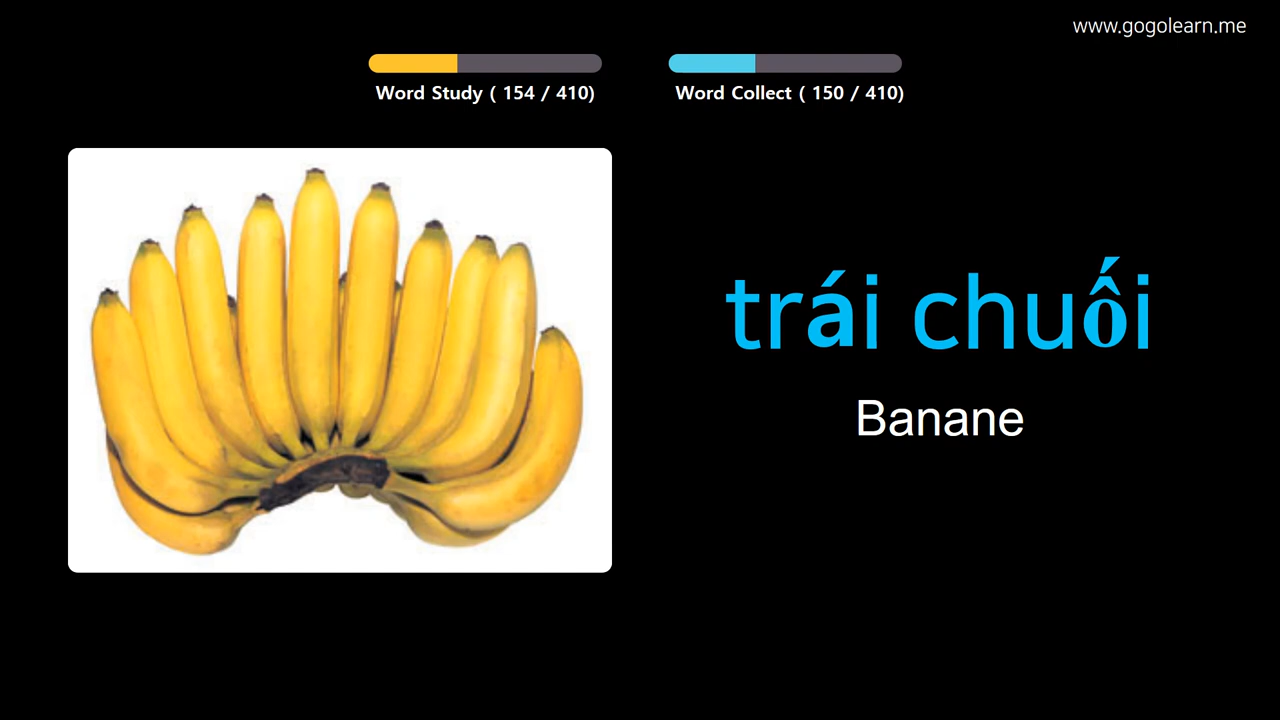 www.gogolearn.me
Word Study ( 154 / 410)
Word Collect ( 150 / 410)
trái chuối
Banane